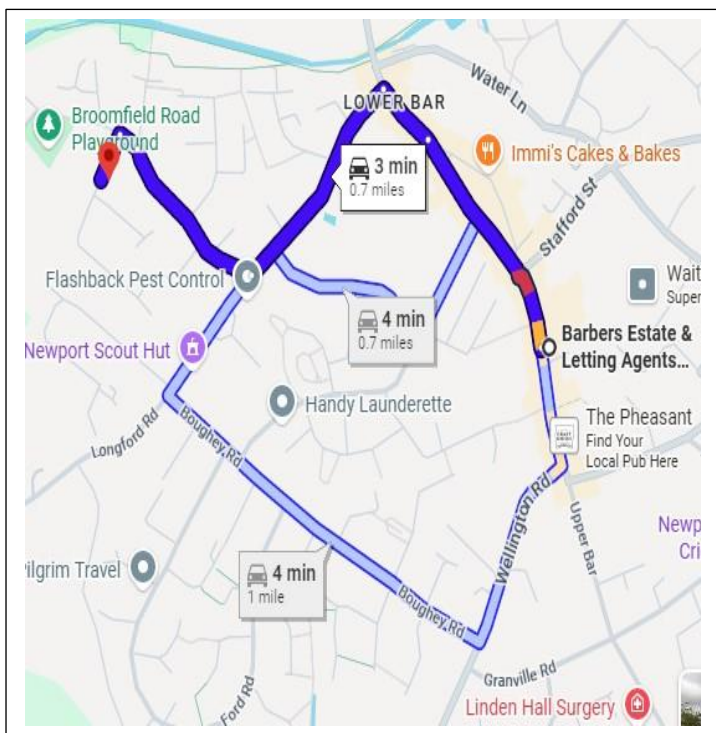 Broomfield Road
Playground
LOWER BAR
Water Ln
3 min
0.7 miles
Immi's Cakes & Bakes
Stafford St
Flashback Pest Control
4 min
0.7 miles
Wait
Super
Newport Scout Hut
Barbers Estate &
Letting Agents...
Handy Launderette
The Pheasant
Find Your
Local Pub Here
Longford Rd
Boughey Rd
Wellington Rd
Upper Bar
Newp
Cri
ilgrim Travel
4 min
1 mile
Boughey Rd
Granville Rd
Ford Rd
Linden Hall Surgery